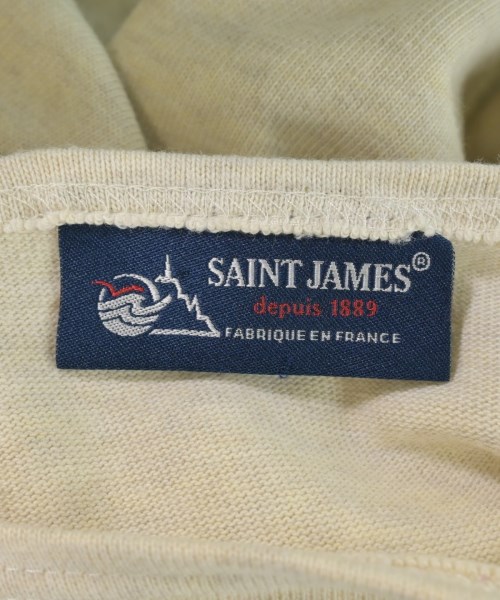 SAINT JAMES®
depuis 1889
FABRIQUE EN FRANCE